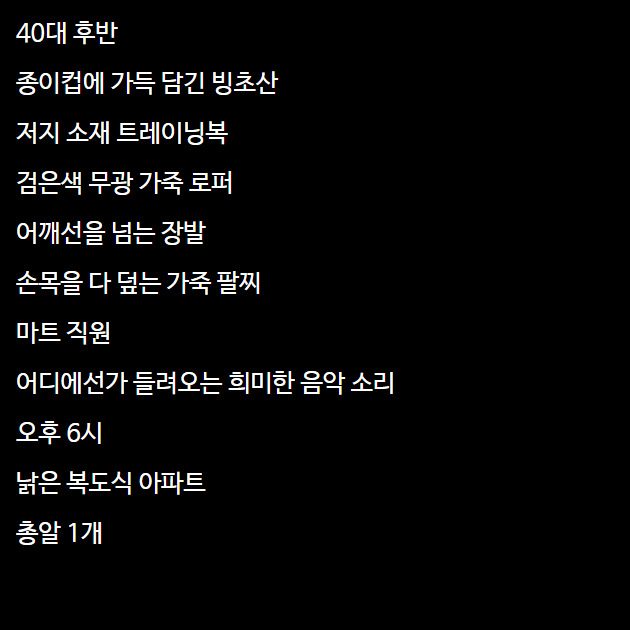 40대 후반
종이컵에 가득 담긴 빙초산
저지 소재 트레이닝복
검은색 무광 가죽 로퍼
어깨선을 넘는 장발
손목을 다 덮는 가죽 팔찌
마트 직원
어디에선가 들려오는 희미한 음악 소리
오후 6시
낡은 복도식 아파트
총알 1개